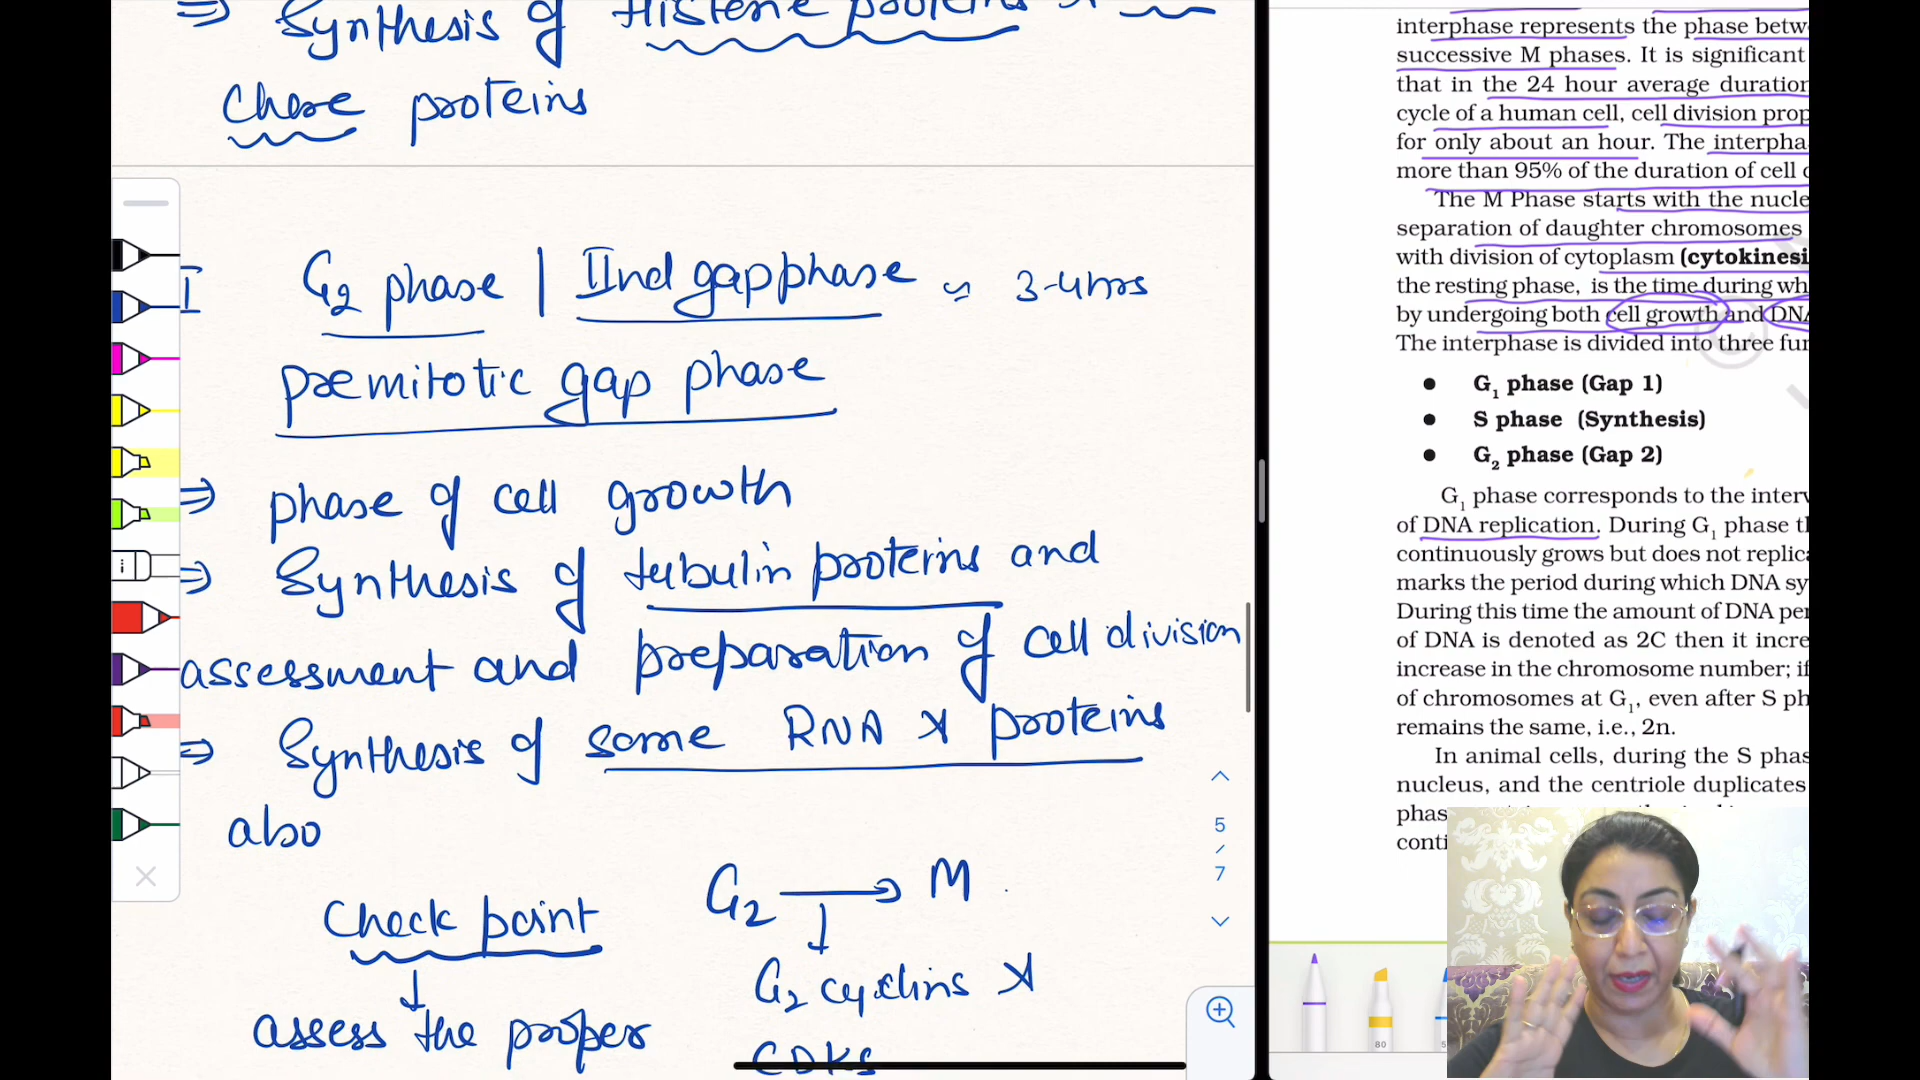 ⇒ Synthesis of Histone proteins &
Chore proteins
I G2 phase | IInd gap phase ≃ 3-4hrs
premitotic gap phase
⇒ phase of cell growth
⇒ Synthesis of tubulin proteins and
assessment and preparation of cell division
⇒ Synthesis of some RNA & proteins
also
Check point
G2 → M
↓
G2 cyclins &
↓
assess the proper
CDKs
5
/
7
interphase represents the phase betw
successive M phases. It is significant
that in the 24 hour average duration
cycle of a human cell, cell division prop
for only about an hour. The interpha
more than 95% of the duration of cell c
The M Phase starts with the nucle
separation of daughter chromosomes
with division of cytoplasm (cytokinesi
the resting phase, is the time during wh
by undergoing both cell growth and DNA
The interphase is divided into three fur
● G1 phase (Gap 1)
● S phase (Synthesis)
● G2 phase (Gap 2)
G1 phase corresponds to the interv
of DNA replication. During G1 phase t
continuously grows but does not replica
marks the period during which DNA sy
During this time the amount of DNA per
of DNA is denoted as 2C then it incre
increase in the chromosome number; if
of chromosomes at G1, even after S ph
remains the same, i.e., 2n.
In animal cells, during the S phas
nucleus, and the centriole duplicates
phas
conti
80